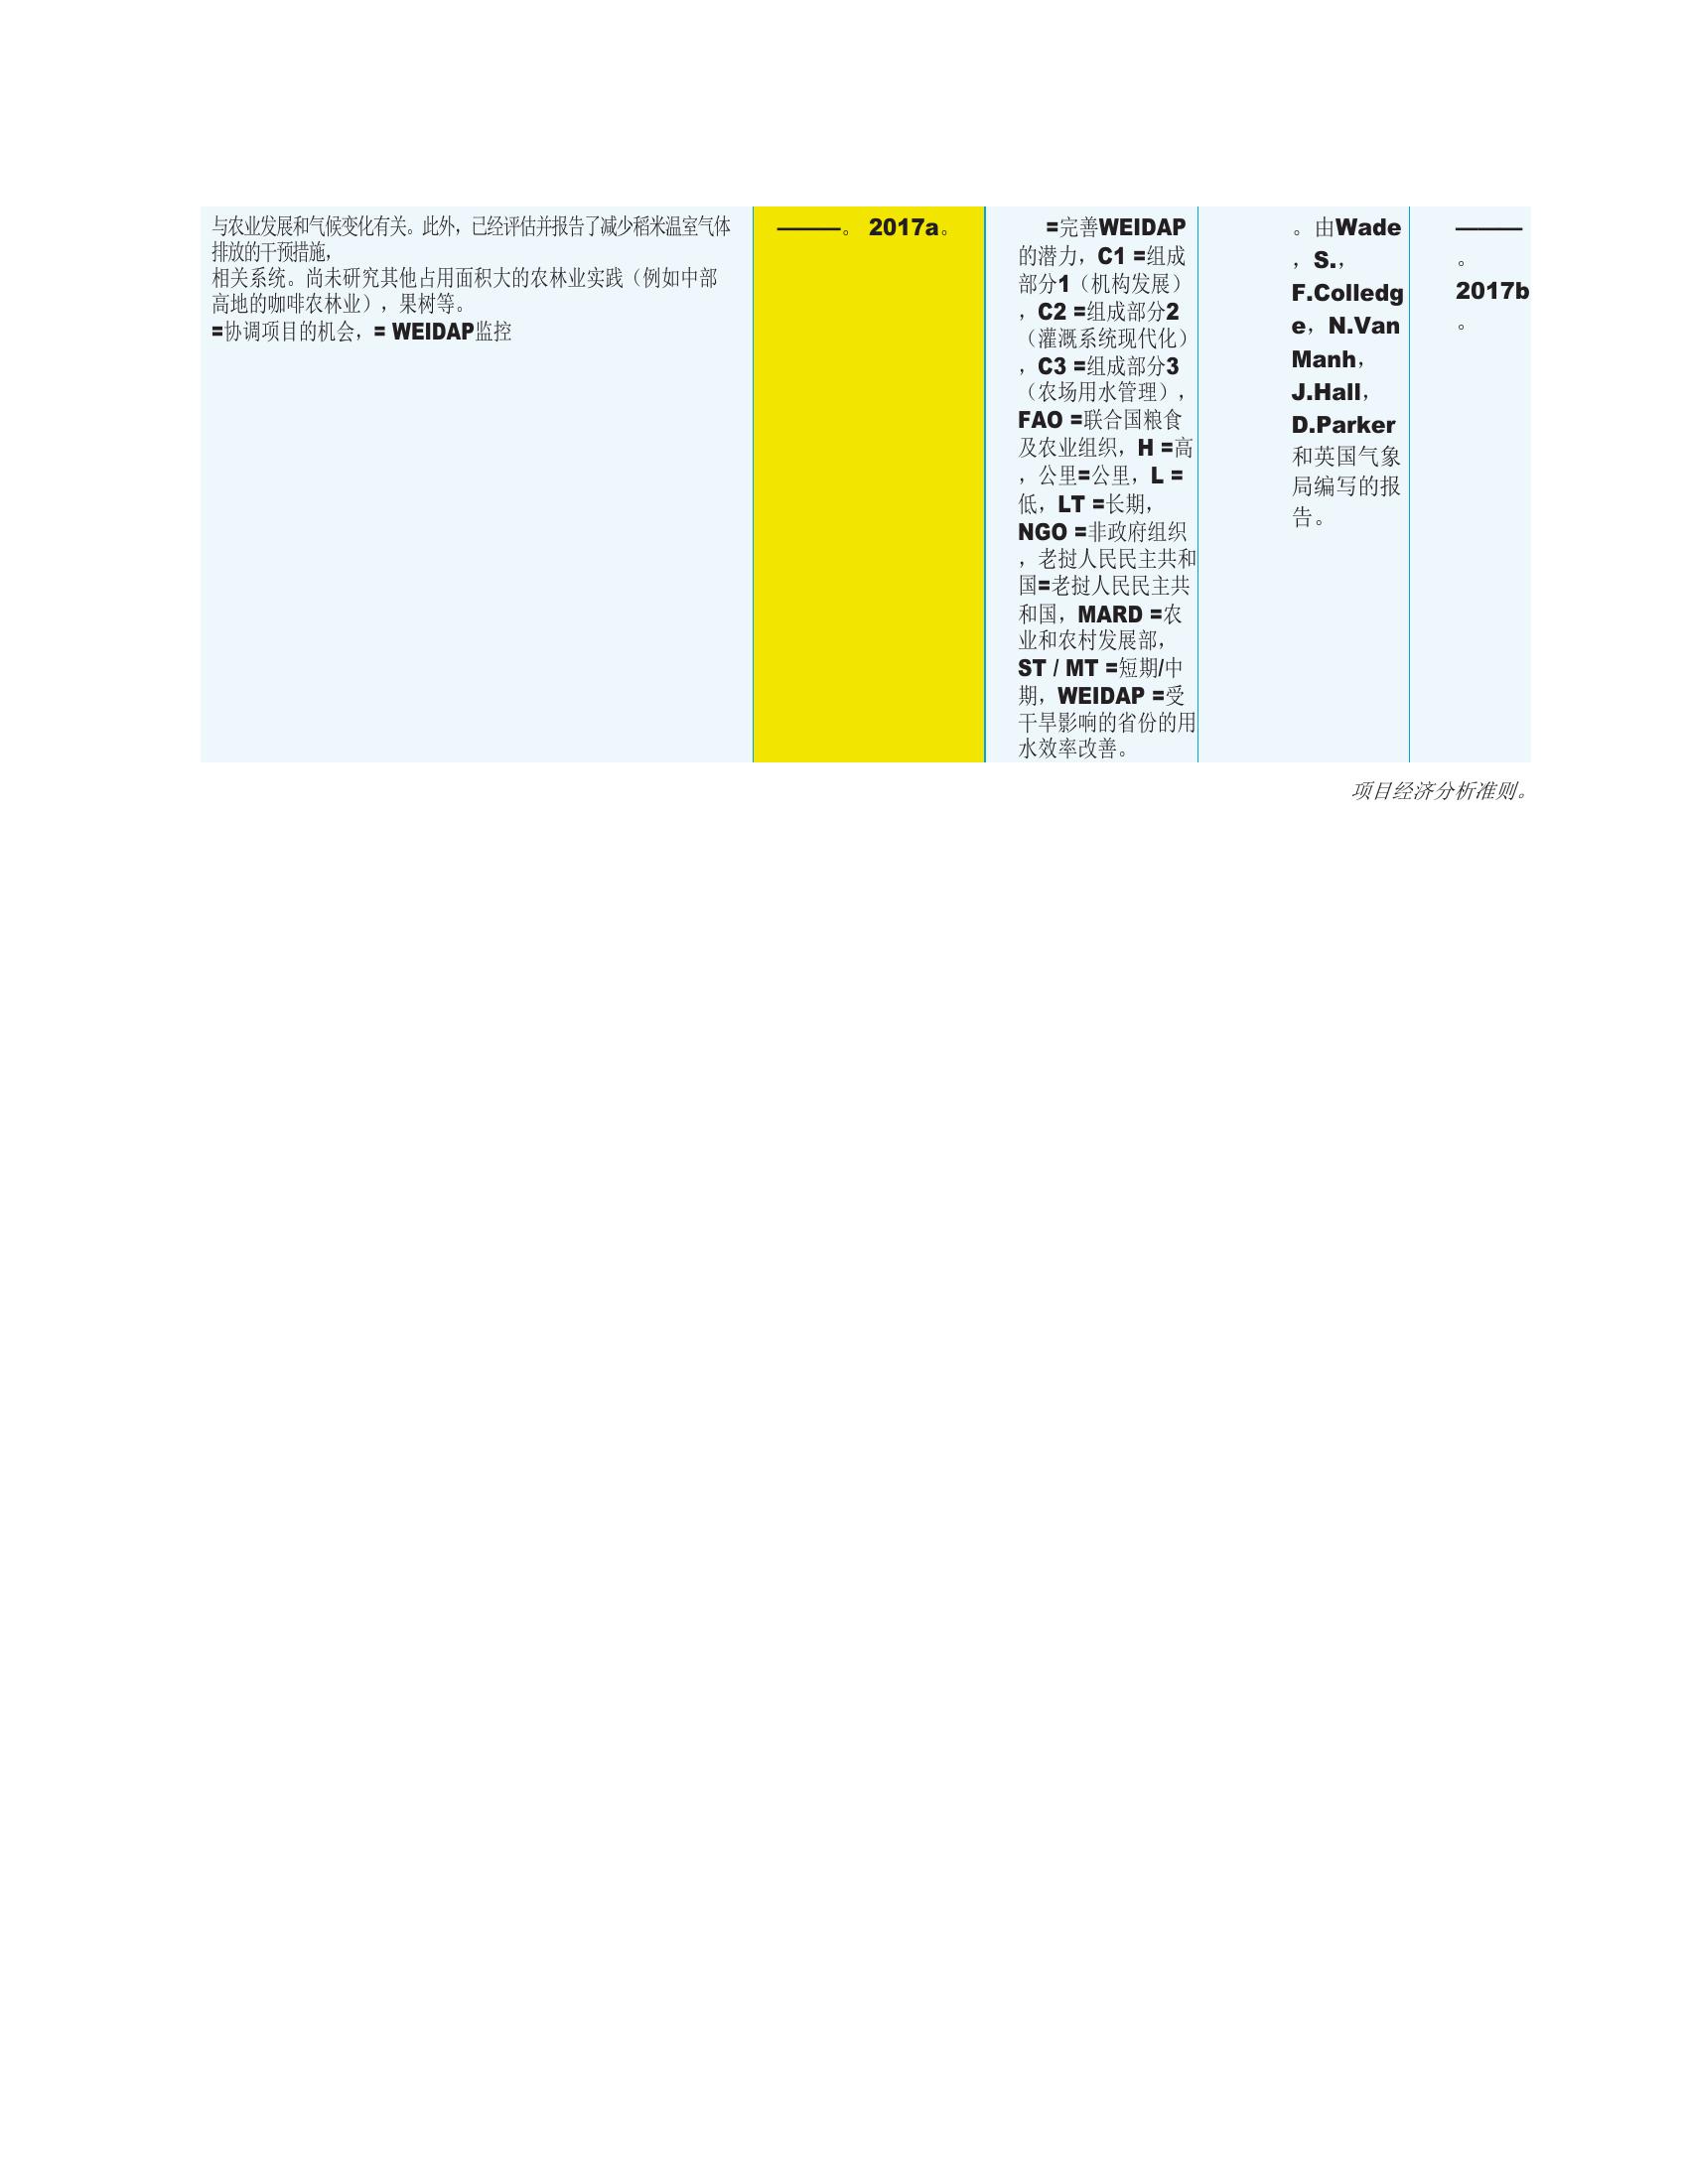 与农业发展和气候变化有关。此外，已经评估并报告了减少稻米温室气体
排放的干预措施，
相关系统。尚未研究其他占用面积大的农林业实践（例如中部
高地的咖啡农林业），果树等。
=协调项目的机会，= WEIDAP监控
———。 2017a。
=完善WEIDAP
的潜力，C1 =组成
部分1（机构发展）
，C2 =组成部分2
（灌溉系统现代化）
，C3 =组成部分3
（农场用水管理），
FAO =联合国粮食
及农业组织，H =高
，公里=公里，L =
低，LT =长期，
NGO =非政府组织
，老挝人民民主共和
国=老挝人民民主共
和国，MARD =农
业和农村发展部，
ST / MT =短期/中
期，WEIDAP =受
干旱影响的省份的用
水效率改善。
。由Wade
，S.，
F.Colledg
e，N.Van
Manh，
J.Hall，
D.Parker
和英国气象
局编写的报
告。
———
。
2017b
。
项目经济分析准则。